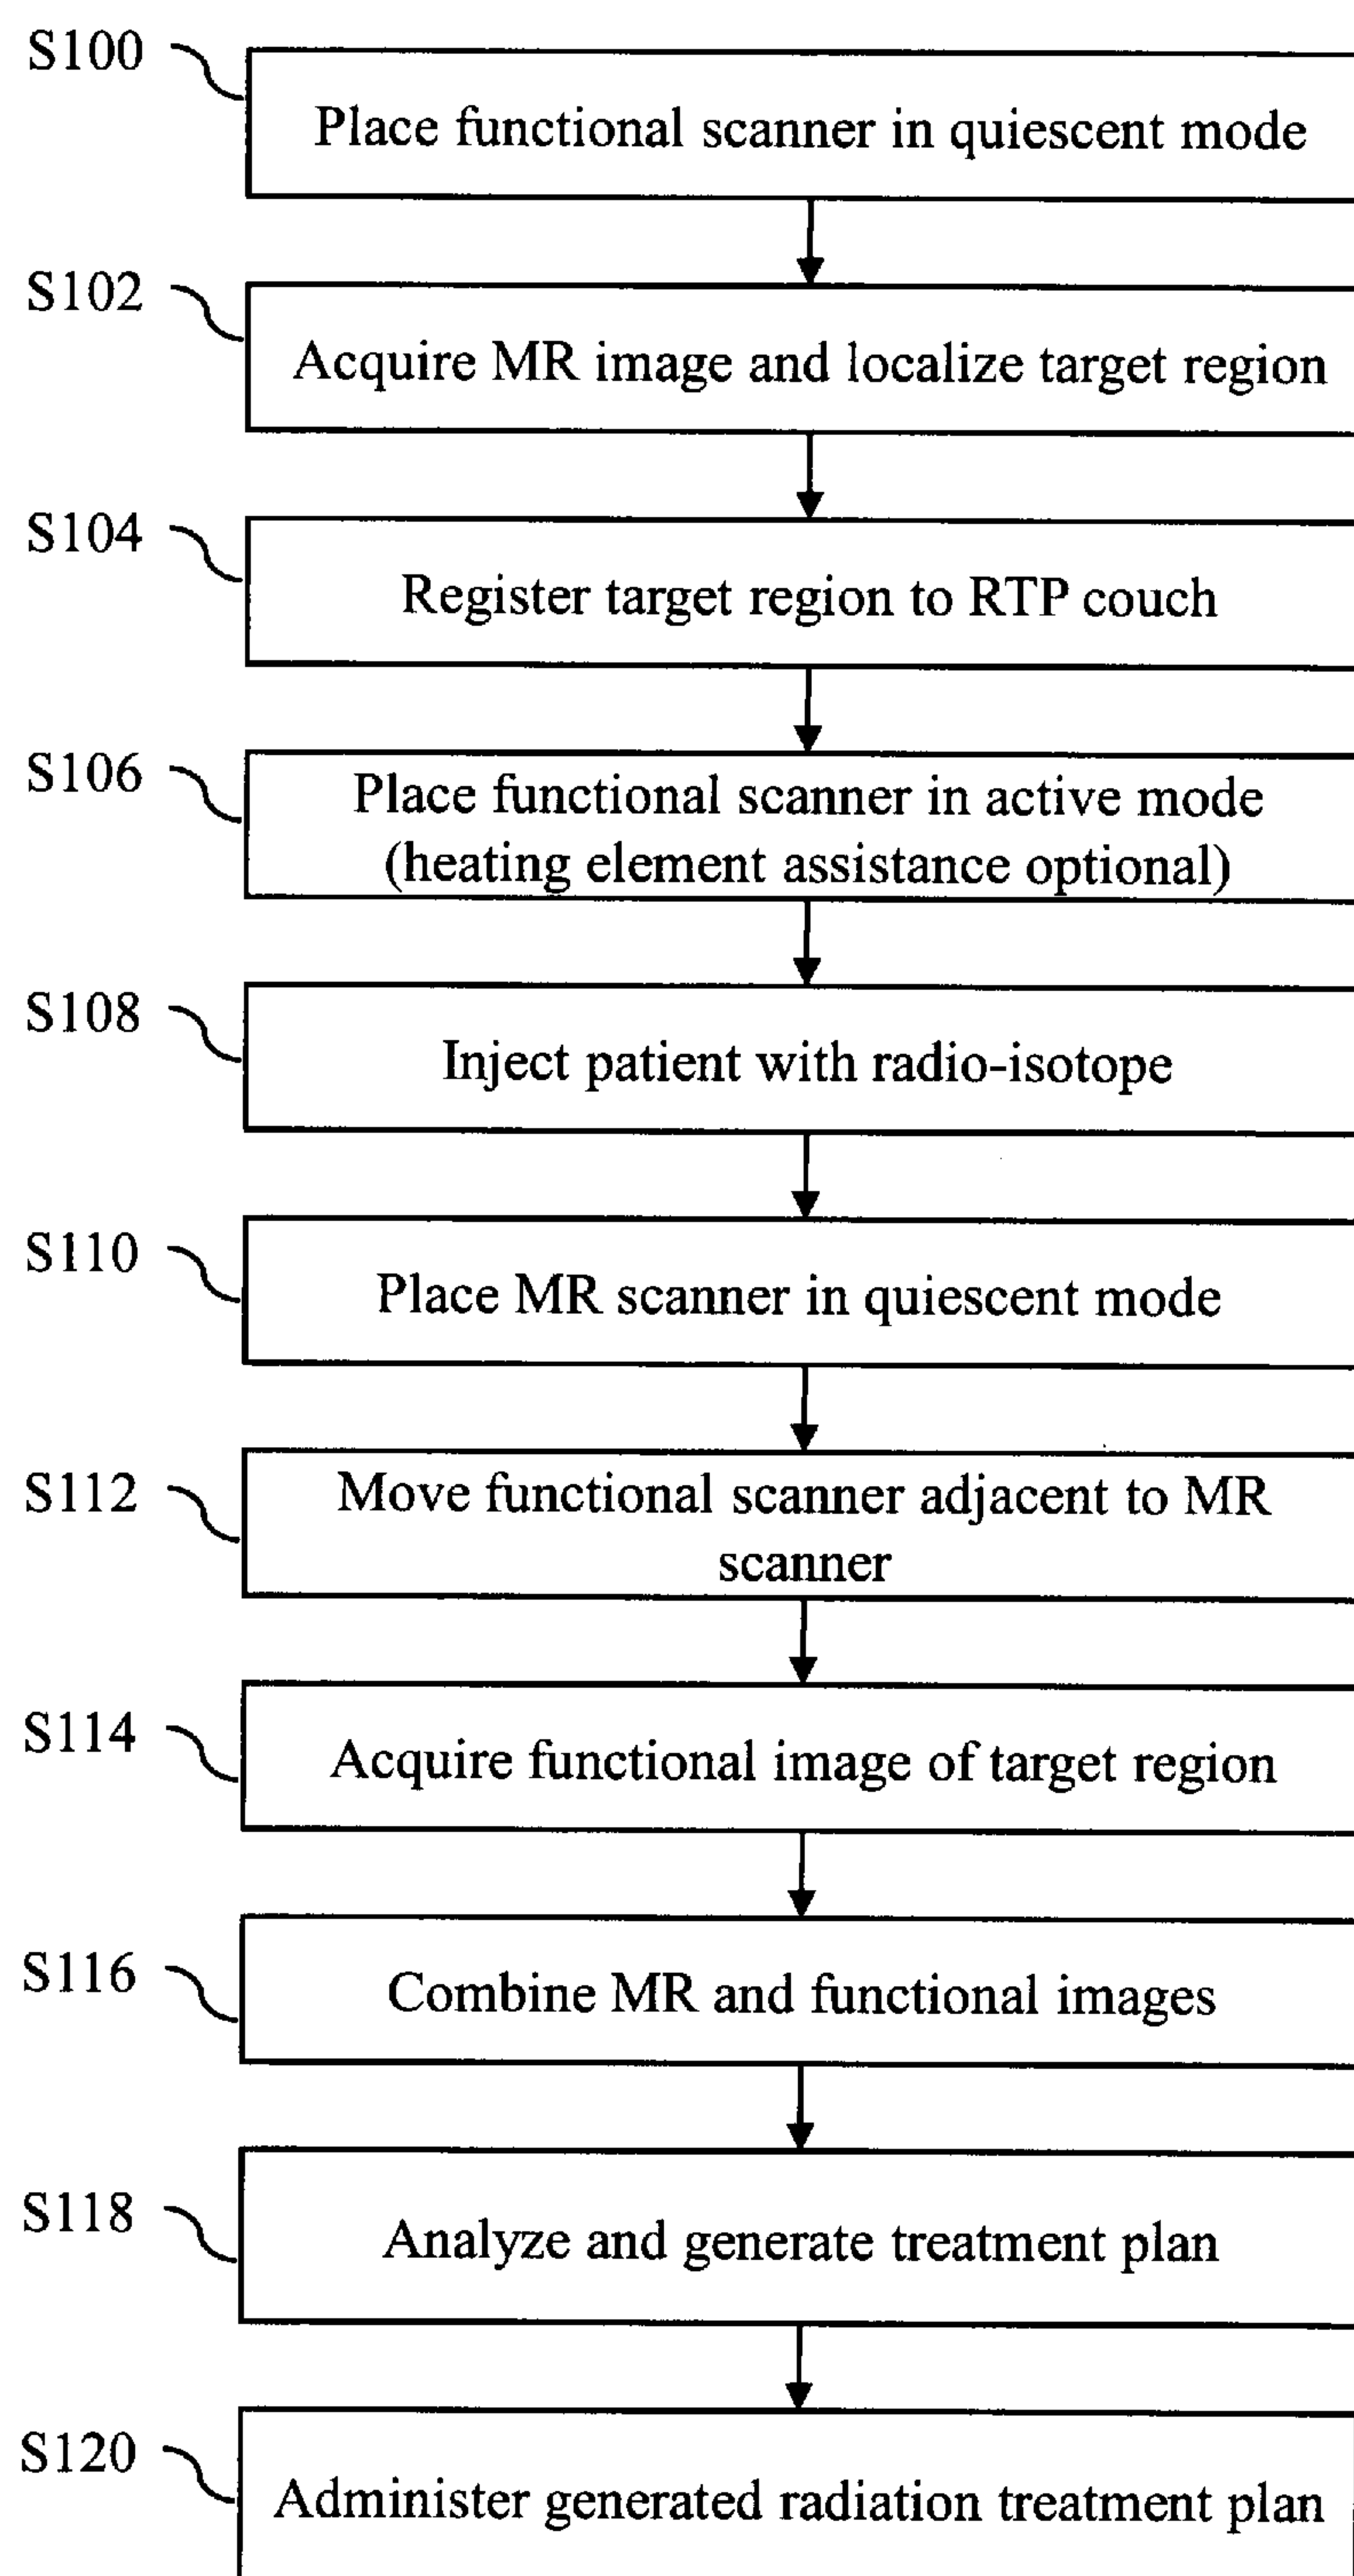 S100
Place functional scanner in quiescent mode
S102
Acquire MR image and localize target region
S104
Register target region to RTP couch
S106
Place functional scanner in active mode
(heating element assistance optional)
S108
Inject patient with radio-isotope
S110
Place MR scanner in quiescent mode
S112
Move functional scanner adjacent to MR
scanner
S114
Acquire functional image of target region
S116
Combine MR and functional images
S118
Analyze and generate treatment plan
S120
Administer generated radiation treatment plan